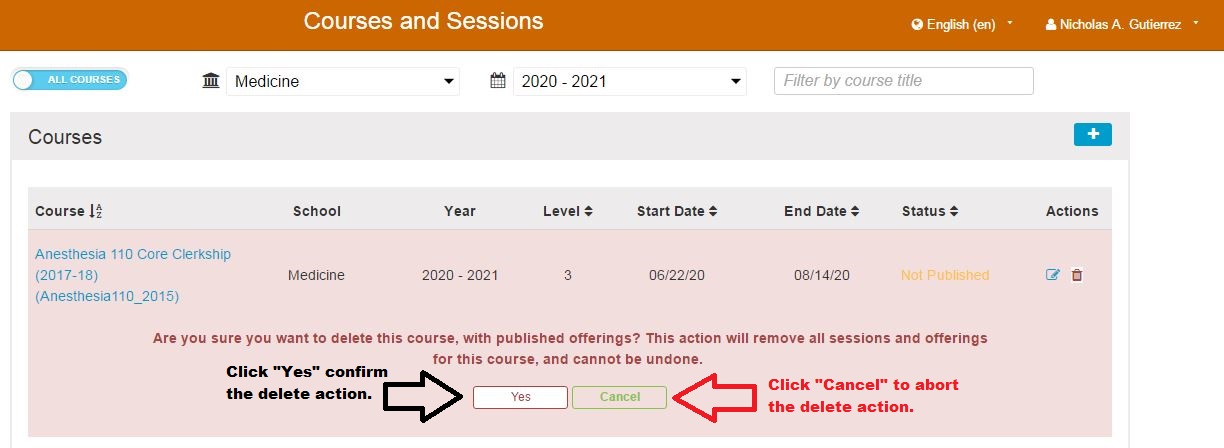 Courses and Sessions
English (en)
Nicholas A. Gutierrez
ALL COURSES
Medicine
2020 - 2021
Filter by course title
Courses
Course
School
Year
Level
Start Date
End Date
Status
Actions
Anesthesia 110 Core Clerkship
(2017-18)
(Anesthesia110_2015)
Medicine
2020 - 2021
3
06/22/20
08/14/20
Not Published
Are you sure you want to delete this course, with published offerings? This action will remove all sessions and offerings
for this course, and cannot be undone.
Click "Yes" confirm
the delete action.
Yes
Cancel
Click "Cancel" to abort
the delete action.